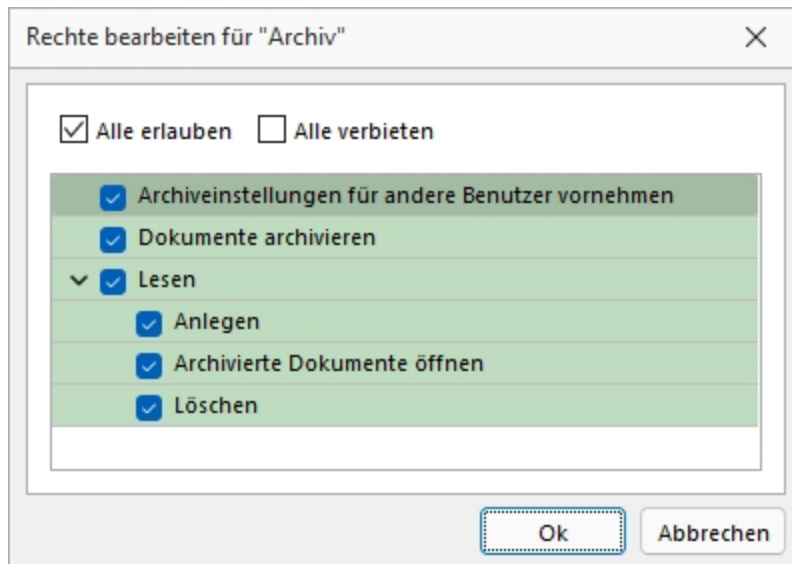 Rechte bearbeiten für "Archiv"
Alle erlauben Alle verbieten
Archiveinstellungen für andere Benutzer vornehmen
Dokumente archivieren
Lesen
Anlegen
Archivierte Dokumente öffnen
Löschen
Ok Abbrechen